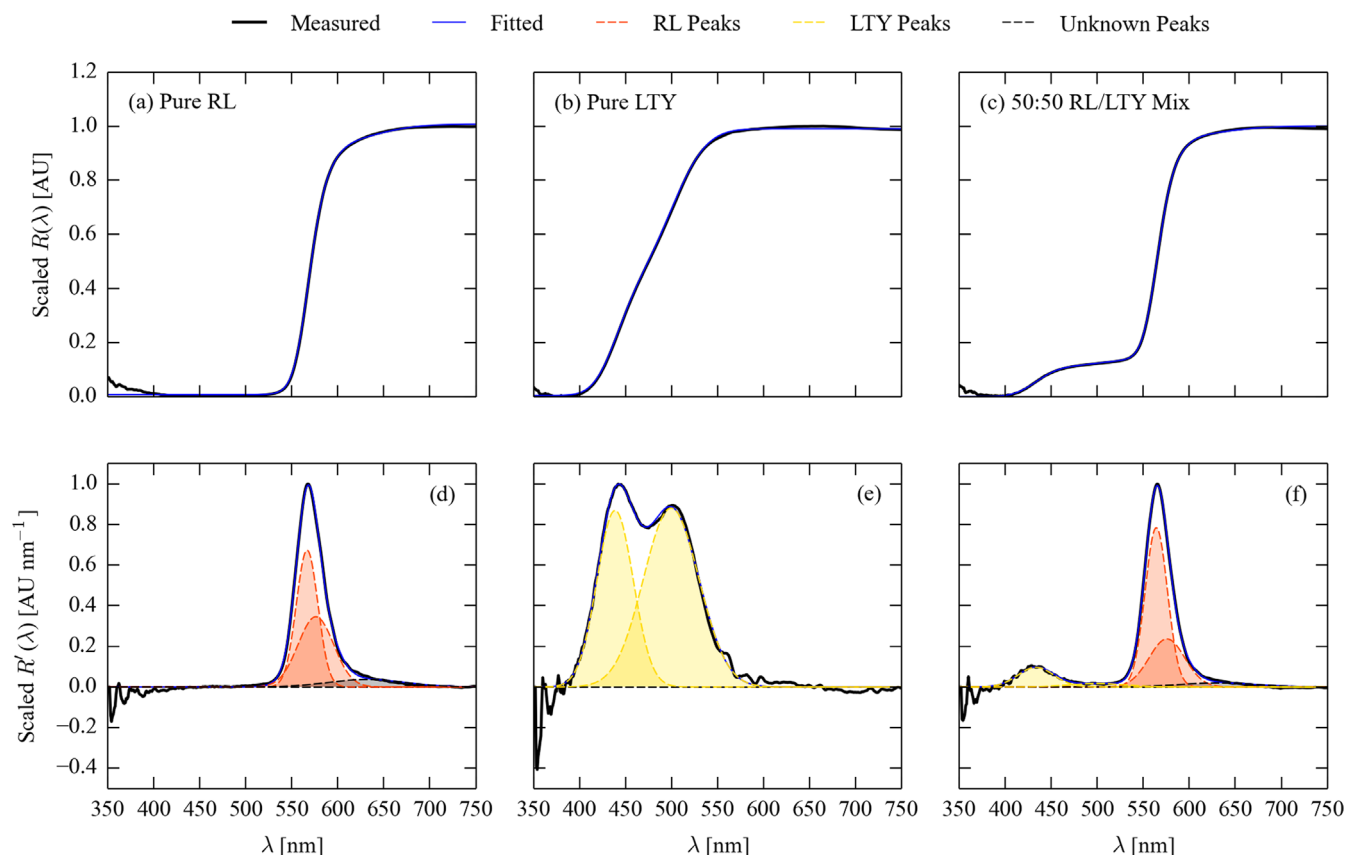 Measured Fitted RL Peaks LTY Peaks Unknown Peaks
(a) Pure RL
(b) Pure LTY
(c) 50:50 RL/LTY Mix
Scaled R(λ) [AU]
1.2
1.0
0.8
0.6
0.4
0.2
0.0
(d)
(e)
(f)
Scaled R′(λ) [AU nm⁻¹]
1.0
0.8
0.6
0.4
0.2
0.0
−0.2
−0.4
350 400 450 500 550 600 650 700 750
350 400 450 500 550 600 650 700 750
350 400 450 500 550 600 650 700 750
λ [nm]
λ [nm]
λ [nm]